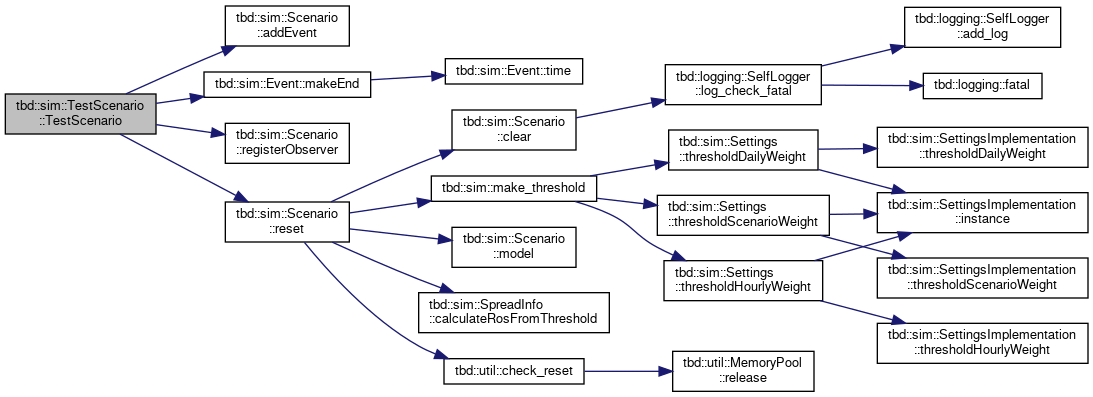 tbd::sim::TestScenario
::TestScenario
tbd::sim::Scenario
::addEvent
tbd::sim::Event::makeEnd
tbd::sim::Event::time
tbd::sim::Scenario
::registerObserver
tbd::sim::Scenario
::reset
tbd::sim::Scenario
::clear
tbd::logging::SelfLogger
::log_check_fatal
tbd::logging::SelfLogger
::add_log
tbd::logging::fatal
tbd::sim::make_threshold
tbd::sim::Settings
::thresholdDailyWeight
tbd::sim::SettingsImplementation
::thresholdDailyWeight
tbd::sim::SettingsImplementation
::instance
tbd::sim::Settings
::thresholdScenarioWeight
tbd::sim::SettingsImplementation
::thresholdScenarioWeight
tbd::sim::Settings
::thresholdHourlyWeight
tbd::sim::SettingsImplementation
::thresholdHourlyWeight
tbd::sim::Scenario
::model
tbd::sim::SpreadInfo
::calculateRosFromThreshold
tbd::util::check_reset
tbd::util::MemoryPool
::release